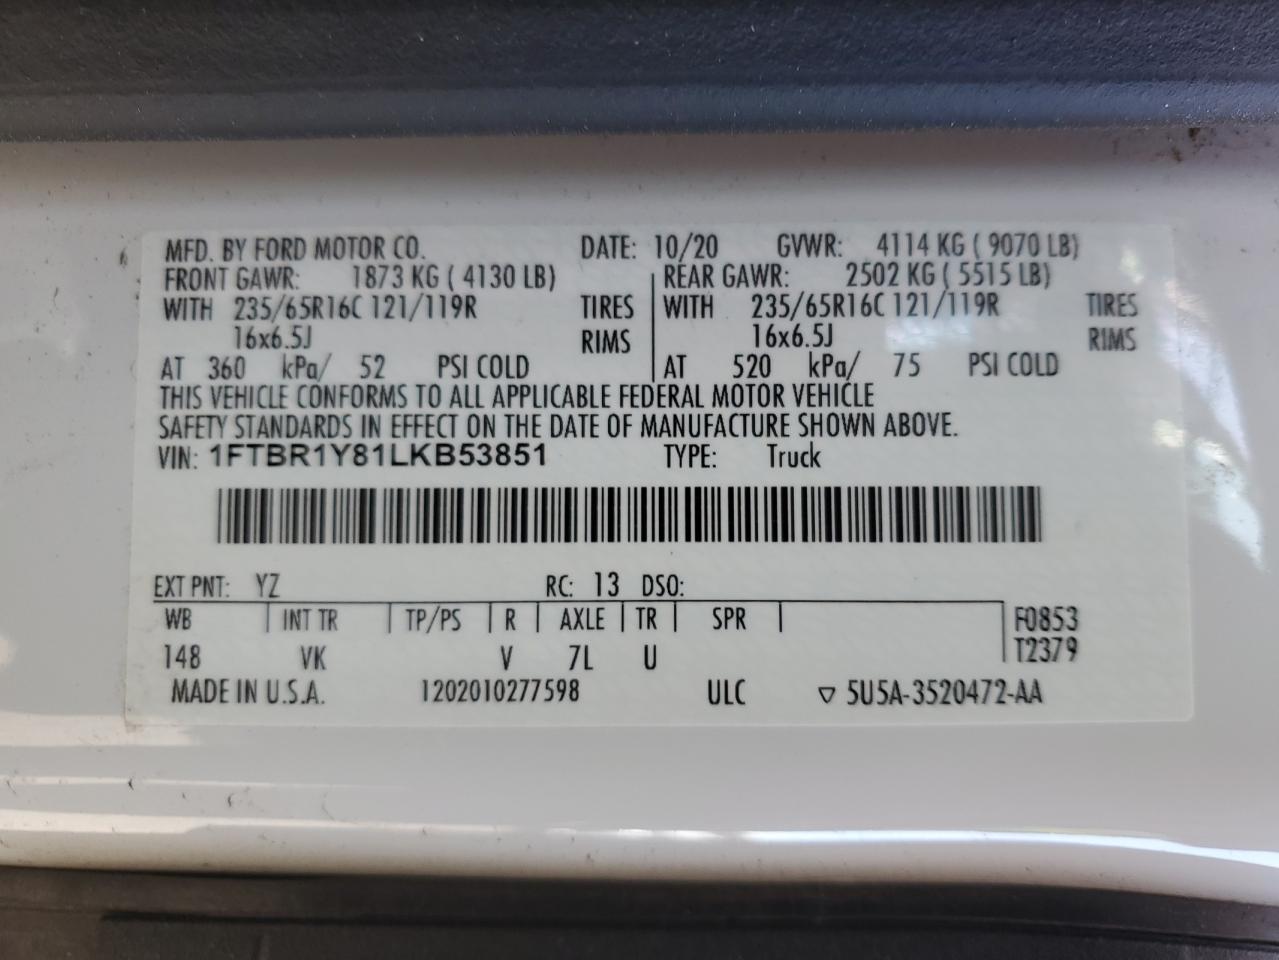 MFD. BY FORD MOTOR CO. DATE: 10/20 GVWR: 4114 KG ( 9070 LB)
FRONT GAWR: 1873 KG ( 4130 LB) REAR GAWR: 2502 KG ( 5515 LB)
WITH 235/65R16C 121/119R TIRES WITH 235/65R16C 121/119R TIRES
16x6.5J RIMS 16x6.5J RIMS
AT 360 kPa/ 52 PSI COLD AT 520 kPa/ 75 PSI COLD
THIS VEHICLE CONFORMS TO ALL APPLICABLE FEDERAL MOTOR VEHICLE
SAFETY STANDARDS IN EFFECT ON THE DATE OF MANUFACTURE SHOWN ABOVE.
VIN: 1FTBR1Y81LKB53851 TYPE: Truck
EXT PNT: YZ RC: 13 DSO:
WB INT TR TP/PS R AXLE TR SPR F0853
148 VK V 7L U T2379
MADE IN U.S.A. 1202010277598 ULC ▽ 5U5A-3520472-AA